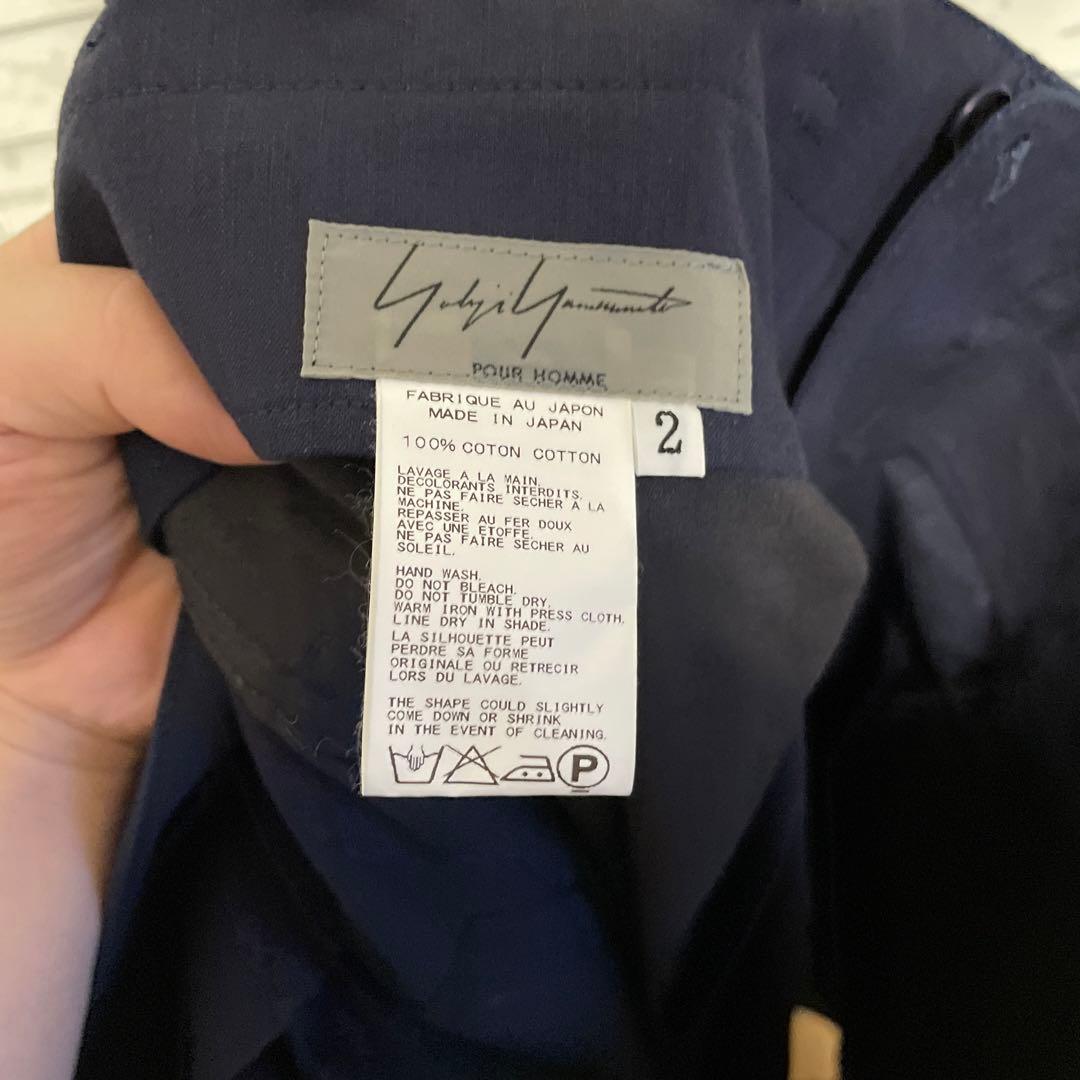 Yohji Yamamoto
POUR HOMME
2
FABRIQUE AU JAPON
MADE IN JAPAN
100% COTON COTTON
LAVAGE A LA MAIN.
DECOLORANTS INTERDITS.
NE PAS FAIRE SECHER A LA
MACHINE.
REPASSER AU FER DOUX
AVEC UNE ETOFFE.
NE PAS FAIRE SECHER AU
SOLEIL.
HAND WASH.
DO NOT BLEACH.
DO NOT TUMBLE DRY.
WARM IRON WITH PRESS CLOTH.
LINE DRY IN SHADE.
LA SILHOUETTE PEUT
PERDRE SA FORME
ORIGINALE OU RETRECIR
LORS DU LAVAGE.
THE SHAPE COULD SLIGHTLY
COME DOWN OR SHRINK
IN THE EVENT OF CLEANING.
P